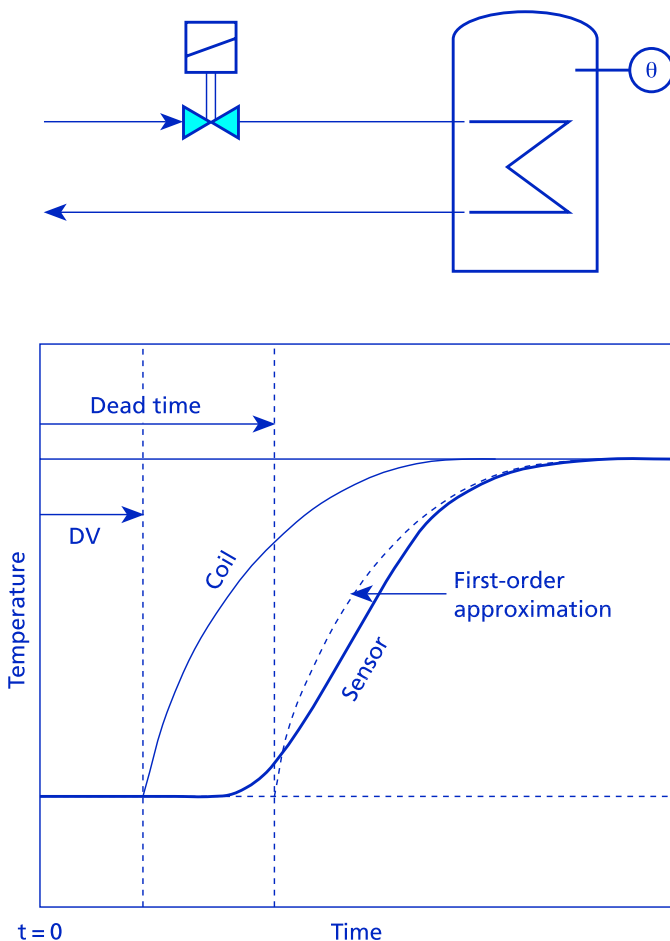 θ
Dead time
DV
Coil
First-order
approximation
Sensor
Temperature
t = 0
Time